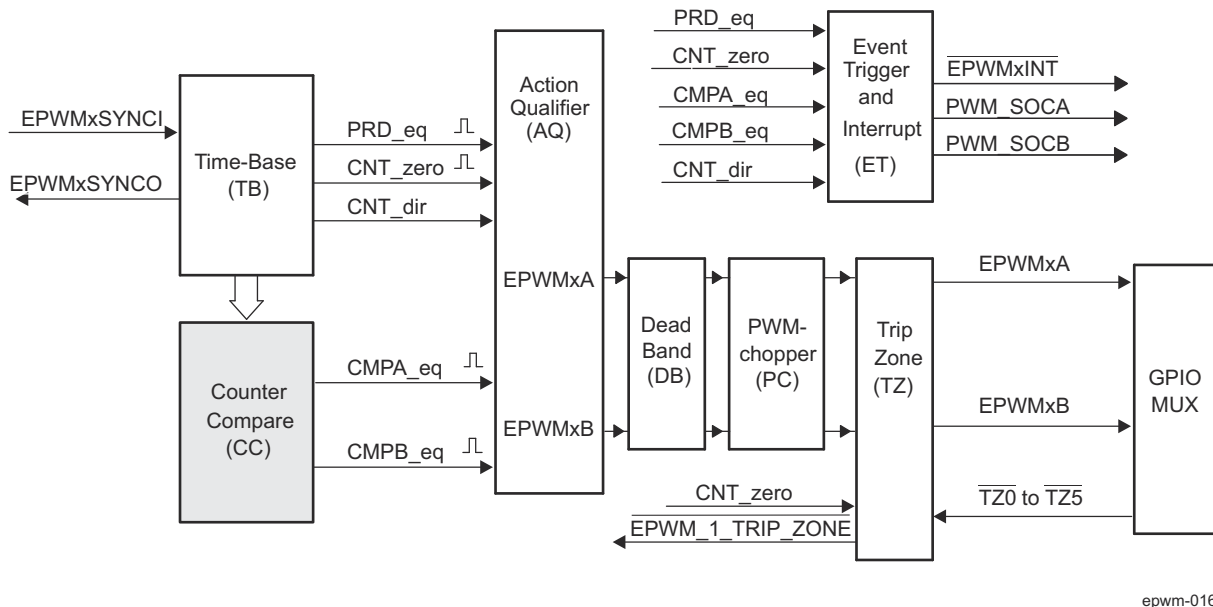 EPWMxSYNCI
EPWMxSYNCO
Time-Base
(TB)
PRD_eq
CNT_zero
CNT_dir
Action
Qualifier
(AQ)
EPWMxA
EPWMxB
Counter
Compare
(CC)
CMPA_eq
CMPB_eq
PRD_eq
CNT_zero
CMPA_eq
CMPB_eq
CNT_dir
Event
Trigger
and
Interrupt
(ET)
EPWMxINT
PWM_SOCA
PWM_SOCB
Dead
Band
(DB)
PWM-
chopper
(PC)
Trip
Zone
(TZ)
CNT_zero
EPWM_1_TRIP_ZONE
EPWMxA
EPWMxB
TZ0 to TZ5
GPIO
MUX
epwm-016